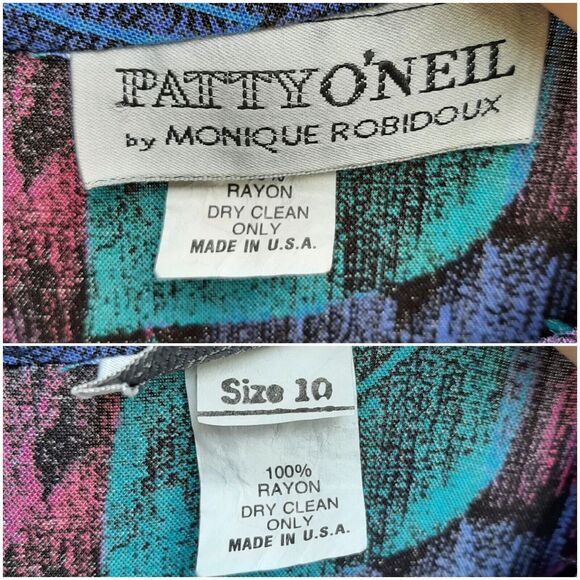 PATTY O'NEIL
by MONIQUE ROBIDOUX
RAYON
DRY CLEAN
ONLY
MADE IN U.S.A.
Size 10
100%
RAYON
DRY CLEAN
ONLY
MADE IN U.S.A.